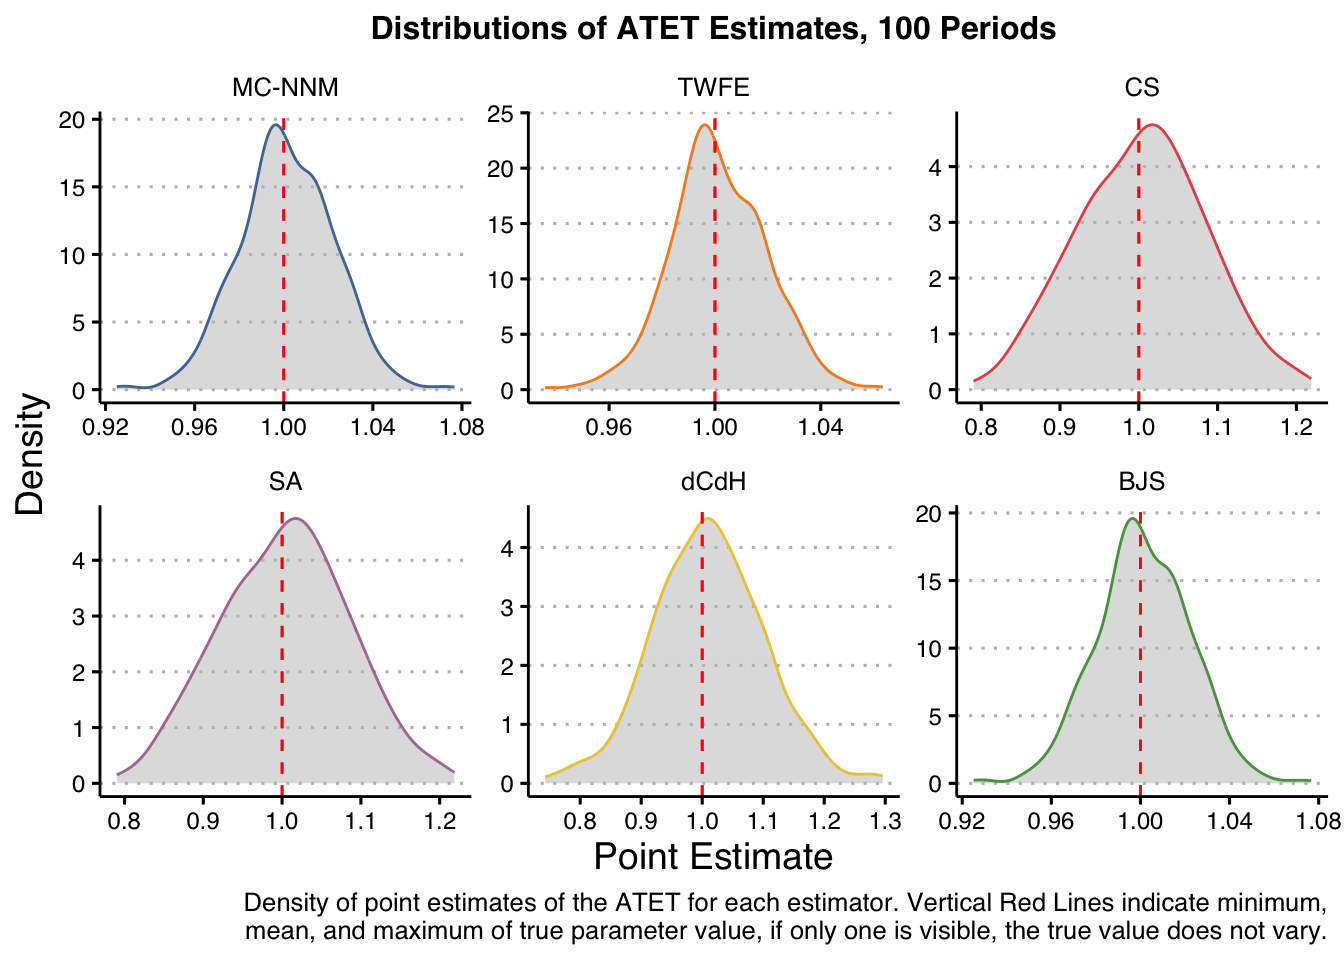 Distributions of ATET Estimates, 100 Periods
MC-NNM
TWFE
CS
20
15
10
5
0
0.92 0.96 1.00 1.04 1.08
25
20
15
10
5
0
0.96 1.00 1.04
4
3
2
1
0
0.8 0.9 1.0 1.1 1.2
Density
SA
dCdH
BJS
4
3
2
1
0
0.8 0.9 1.0 1.1 1.2
4
3
2
1
0
0.8 0.9 1.0 1.1 1.2 1.3
20
15
10
5
0
0.92 0.96 1.00 1.04 1.08
Point Estimate
Density of point estimates of the ATET for each estimator. Vertical Red Lines indicate minimum,
mean, and maximum of true parameter value, if only one is visible, the true value does not vary.